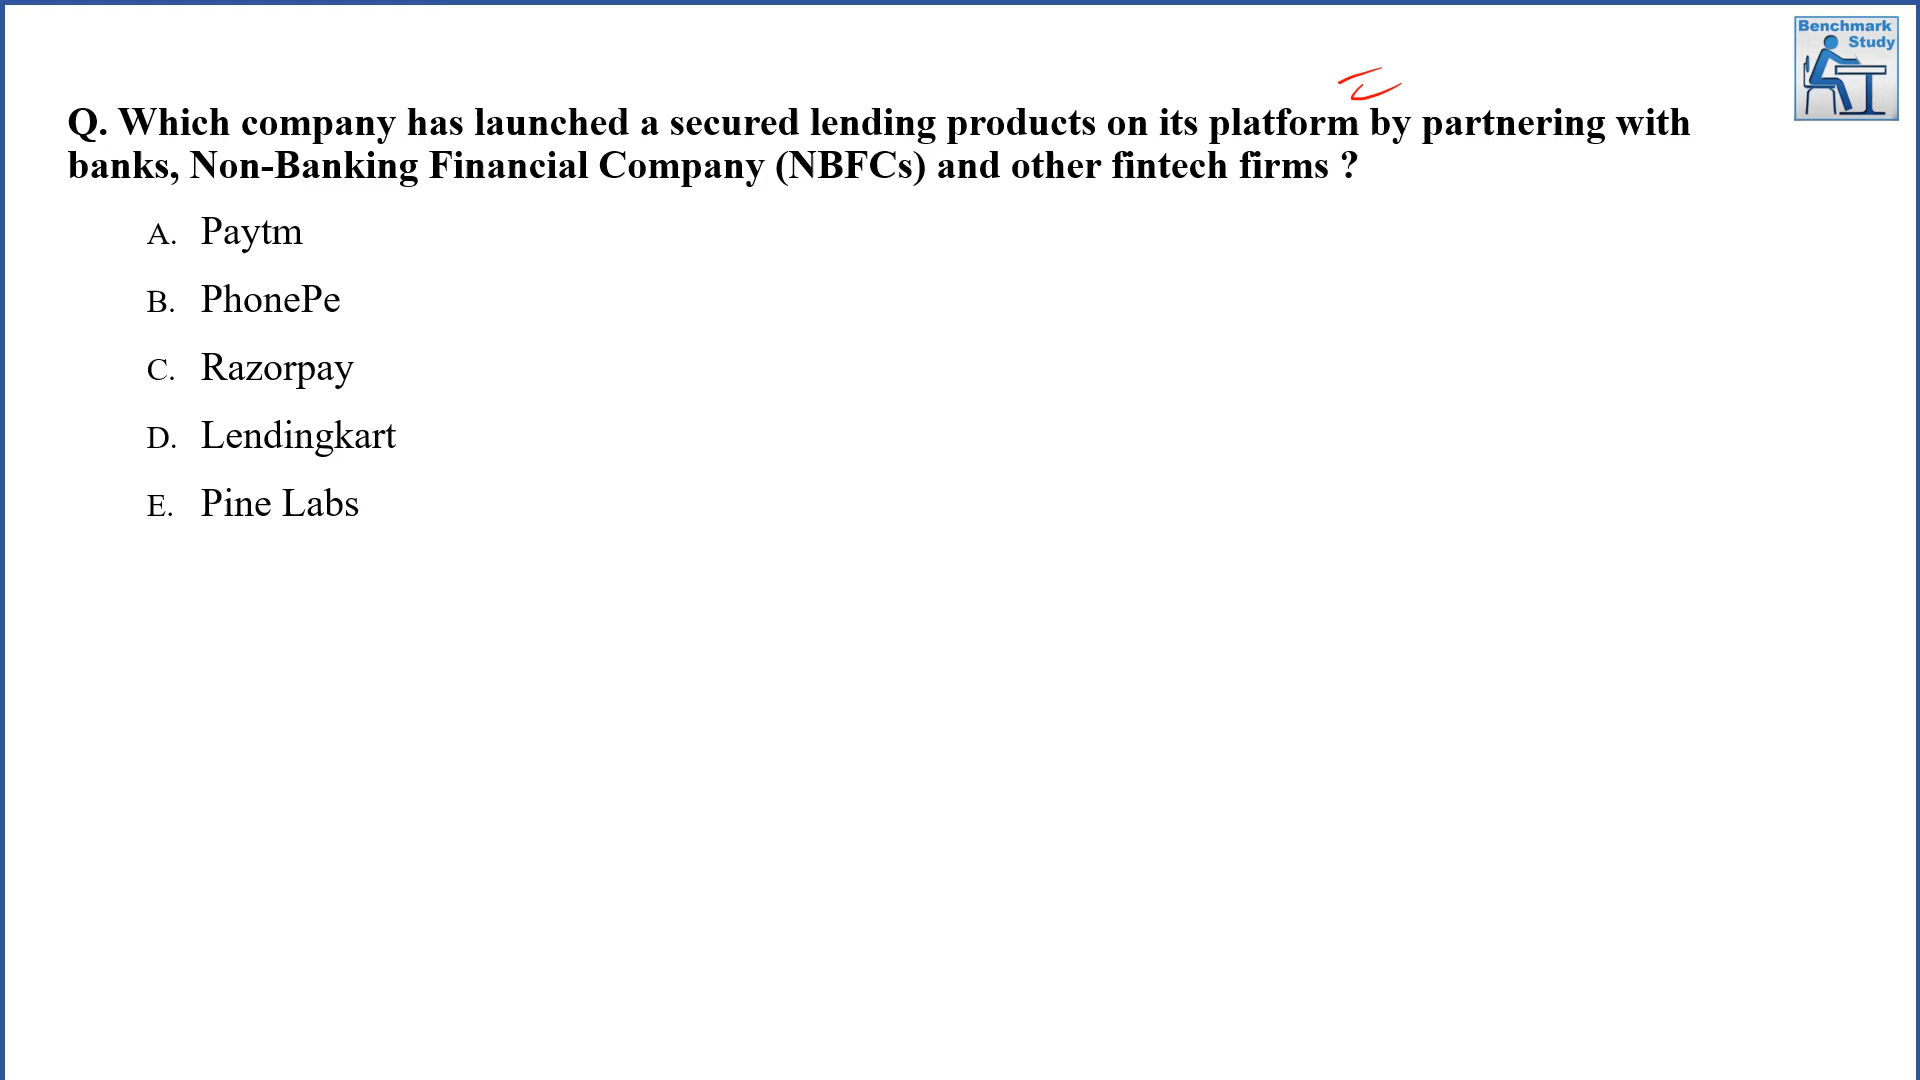 Benchmark
Study
Q. Which company has launched a secured lending products on its platform by partnering with
banks, Non-Banking Financial Company (NBFCs) and other fintech firms ?
A. Paytm
B. PhonePe
C. Razorpay
D. Lendingkart
E. Pine Labs